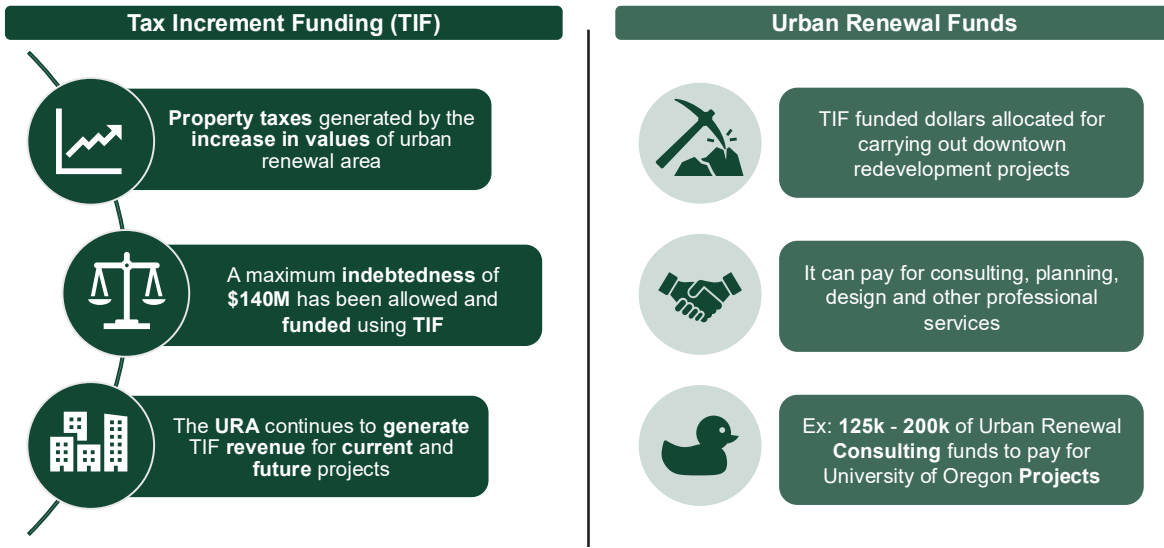 Tax Increment Funding (TIF)
Property taxes generated by the
increase in values of urban
renewal area
A maximum indebtedness of
$140M has been allowed and
funded using TIF
The URA continues to generate
TIF revenue for current and
future projects
Urban Renewal Funds
TIF funded dollars allocated for
carrying out downtown
redevelopment projects
It can pay for consulting, planning,
design and other professional
services
Ex: 125k - 200k of Urban Renewal
Consulting funds to pay for
University of Oregon Projects